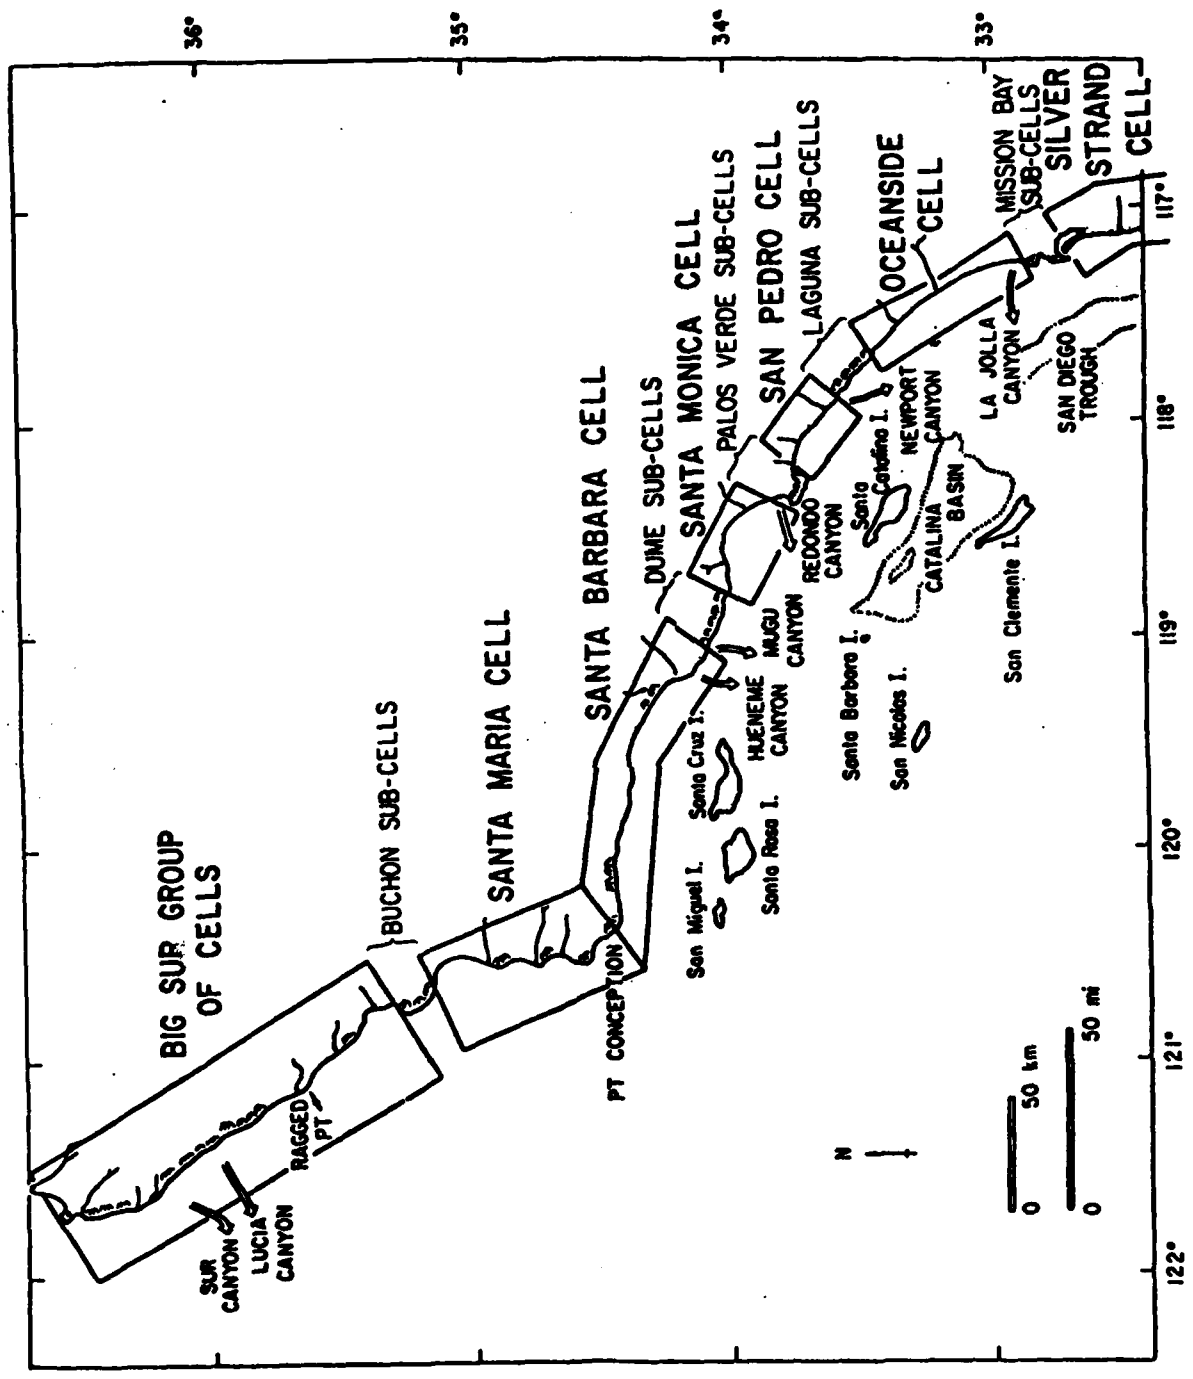 36°
35°
34°
33°
BIG SUR GROUP
OF CELLS
BUCHON SUB-CELLS
SANTA MARIA CELL
SANTA BARBARA CELL
DUME SUB-CELLS
SANTA MONICA CELL
PALOS VERDE SUB-CELLS
SAN PEDRO CELL
LAGUNA SUB-CELLS
OCEANSIDE
CELL
MISSION BAY
SUB-CELLS
SILVER
STRAND
CELL
SUR
CANYON
LUCIA
CANYON
RAGGED
PT
PT CONCEPTION
San Miguel I.
Santa Rosa I.
Santa Cruz I.
HUENEME
CANYON
MUGU
CANYON
REDONDO
CANYON
Santa
Catalina I.
NEWPORT
CANYON
CATALINA
BASIN
Santa Barbara I.
San Nicolas I.
San Clemente I.
LA JOLLA
CANYON
SAN DIEGO
TROUGH
N
0 50 km
0 50 mi
122°
121°
120°
119°
118°
117°